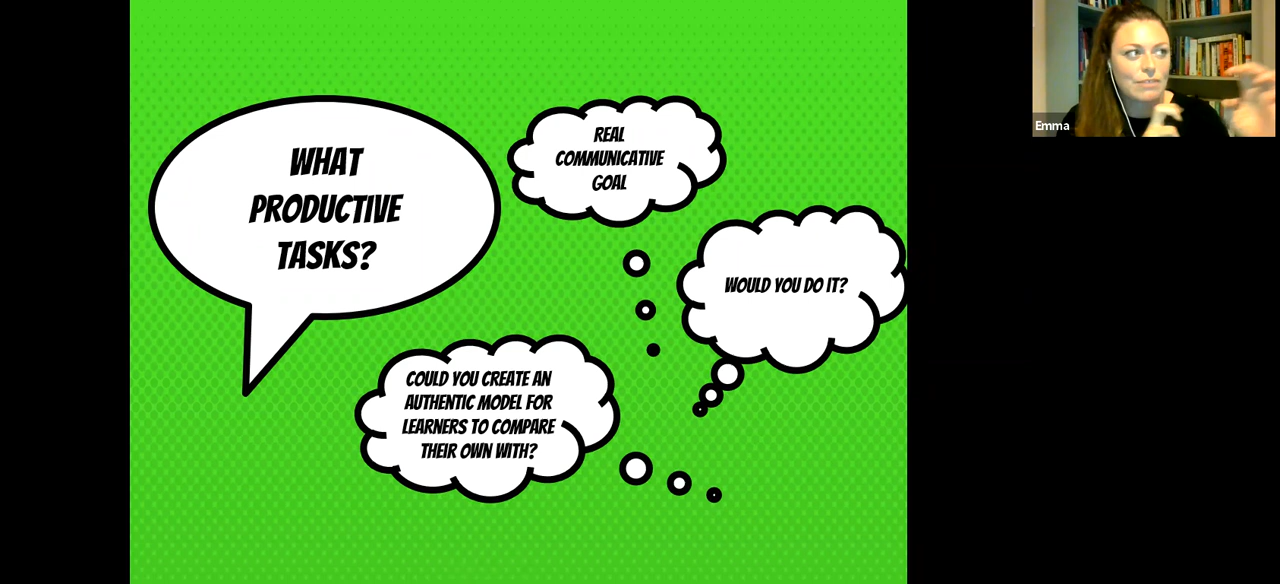 WHAT
PRODUCTIVE
TASKS?
REAL
COMMUNICATIVE
GOAL
WOULD YOU DO IT?
COULD YOU CREATE AN
AUTHENTIC MODEL FOR
LEARNERS TO COMPARE
THEIR OWN WITH?
Emma